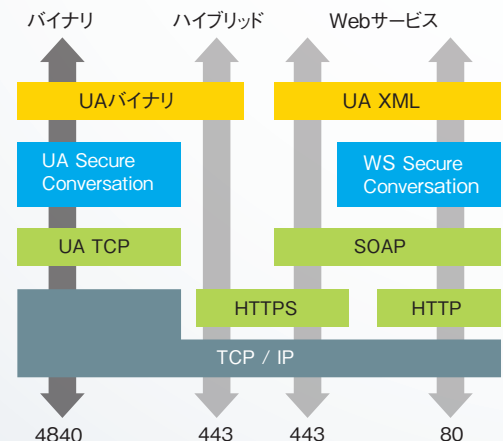 バイナリ ハイブリッド Webサービス
UAバイナリ UA XML
UA Secure
Conversation
WS Secure
Conversation
UA TCP SOAP
HTTPS HTTP
TCP / IP
4840 443 443 80